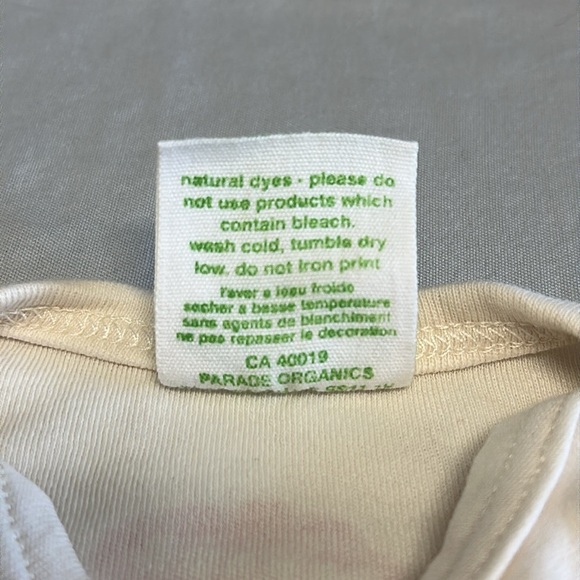 natural dyes - please do
not use products which
contain bleach.
wash cold, tumble dry
low, do not iron print
l'aver a leau froide
secher a basse temperature
sans agents de blanchiment
ne pas repasser le decoration
CA 40019
PARADE ORGANICS